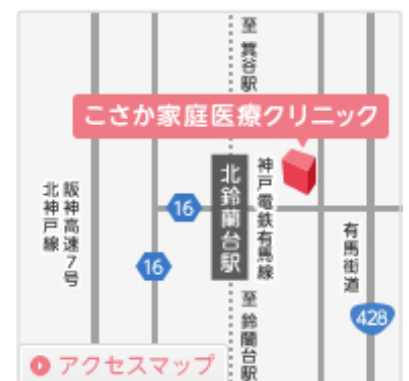 至 箕谷駅
こさか家庭医療クリニック
北鈴蘭台駅
神戸電鉄有馬線
16
阪神高速7号
北神戸線
16
有馬街道
428
至 鈴蘭台駅
アクセスマップ